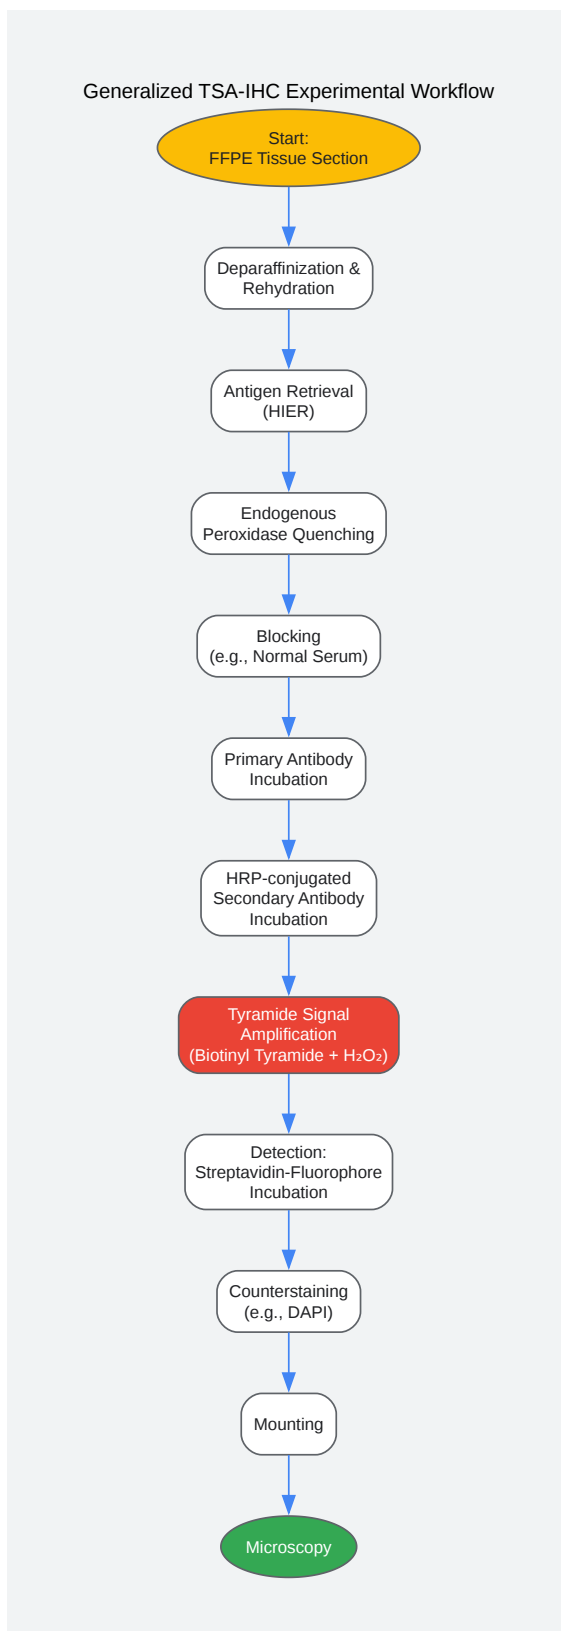 Generalized TSA-IHC Experimental Workflow
Start:
FFPE Tissue Section
Deparaffinization &
Rehydration
Antigen Retrieval
(HIER)
Endogenous
Peroxidase Quenching
Blocking
(e.g., Normal Serum)
Primary Antibody
Incubation
HRP-conjugated
Secondary Antibody
Incubation
Tyramide Signal
Amplification
(Biotinyl Tyramide + H₂O₂)
Detection:
Streptavidin-Fluorophore
Incubation
Counterstaining
(e.g., DAPI)
Mounting
Microscopy